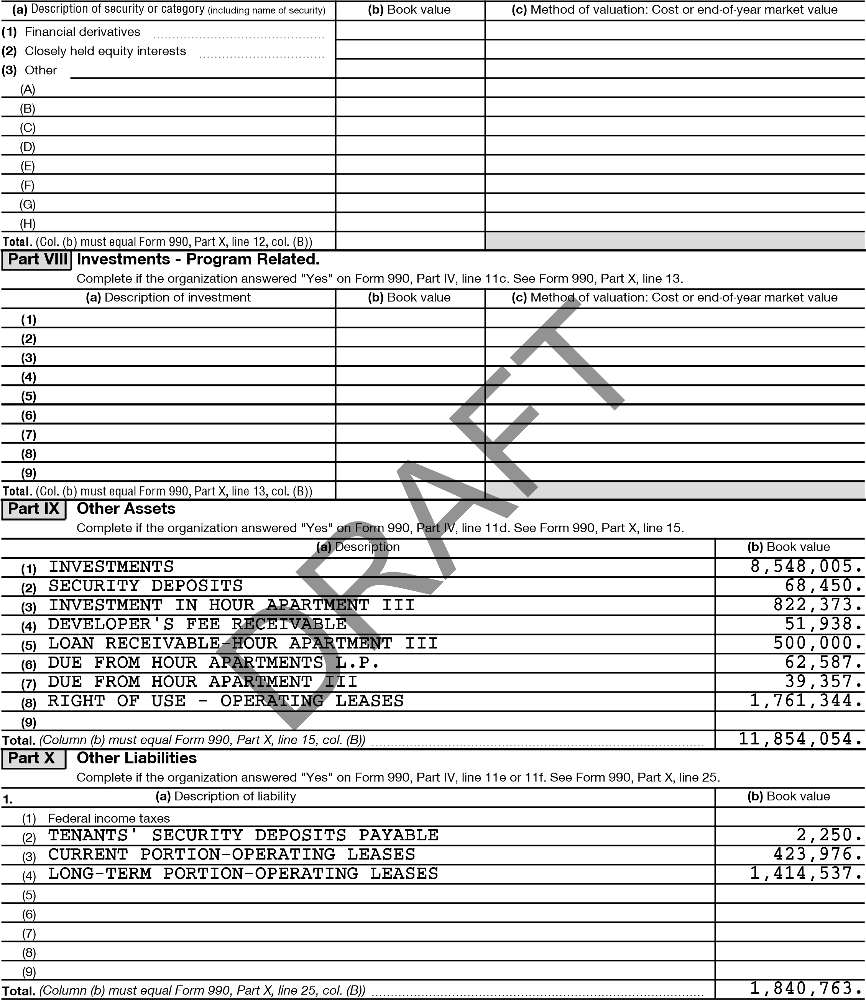 (a) Description of security or category (including name of security) (b) Book value (c) Method of valuation: Cost or end-of-year market value
(1) Financial derivatives
(2) Closely held equity interests
(3) Other
(A)
(B)
(C)
(D)
(E)
(F)
(G)
(H)
Total. (Col. (b) must equal Form 990, Part X, line 12, col. (B))
Part VIII Investments - Program Related.
Complete if the organization answered "Yes" on Form 990, Part IV, line 11c. See Form 990, Part X, line 13.
(a) Description of investment (b) Book value (c) Method of valuation: Cost or end-of-year market value
(1)
(2)
(3)
(4)
(5)
(6)
(7)
(8)
(9)
Total. (Col. (b) must equal Form 990, Part X, line 13, col. (B))
Part IX Other Assets
Complete if the organization answered "Yes" on Form 990, Part IV, line 11d. See Form 990, Part X, line 15.
(a) Description (b) Book value
(1) INVESTMENTS 8,548,005.
(2) SECURITY DEPOSITS 68,450.
(3) INVESTMENT IN HOUR APARTMENT III 822,373.
(4) DEVELOPER'S FEE RECEIVABLE 51,938.
(5) LOAN RECEIVABLE-HOUR APARTMENT III 500,000.
(6) DUE FROM HOUR APARTMENTS L.P. 62,587.
(7) DUE FROM HOUR APARTMENT III 39,357.
(8) RIGHT OF USE - OPERATING LEASES 1,761,344.
(9)
Total. (Column (b) must equal Form 990, Part X, line 15, col. (B)) 11,854,054.
Part X Other Liabilities
Complete if the organization answered "Yes" on Form 990, Part IV, line 11e or 11f. See Form 990, Part X, line 25.
1. (a) Description of liability (b) Book value
(1) Federal income taxes
(2) TENANTS' SECURITY DEPOSITS PAYABLE 2,250.
(3) CURRENT PORTION-OPERATING LEASES 423,976.
(4) LONG-TERM PORTION-OPERATING LEASES 1,414,537.
(5)
(6)
(7)
(8)
(9)
Total. (Column (b) must equal Form 990, Part X, line 25, col. (B)) 1,840,763.
DRAFT